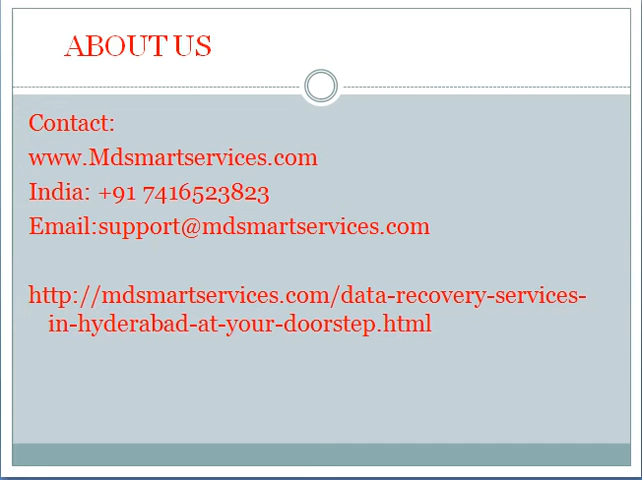 ABOUT US
Contact:
www.Mdsmartservices.com
India: +91 7416523823
Email:support@mdsmartservices.com
http://mdsmartservices.com/data-recovery-services-
in-hyderabad-at-your-doorstep.html